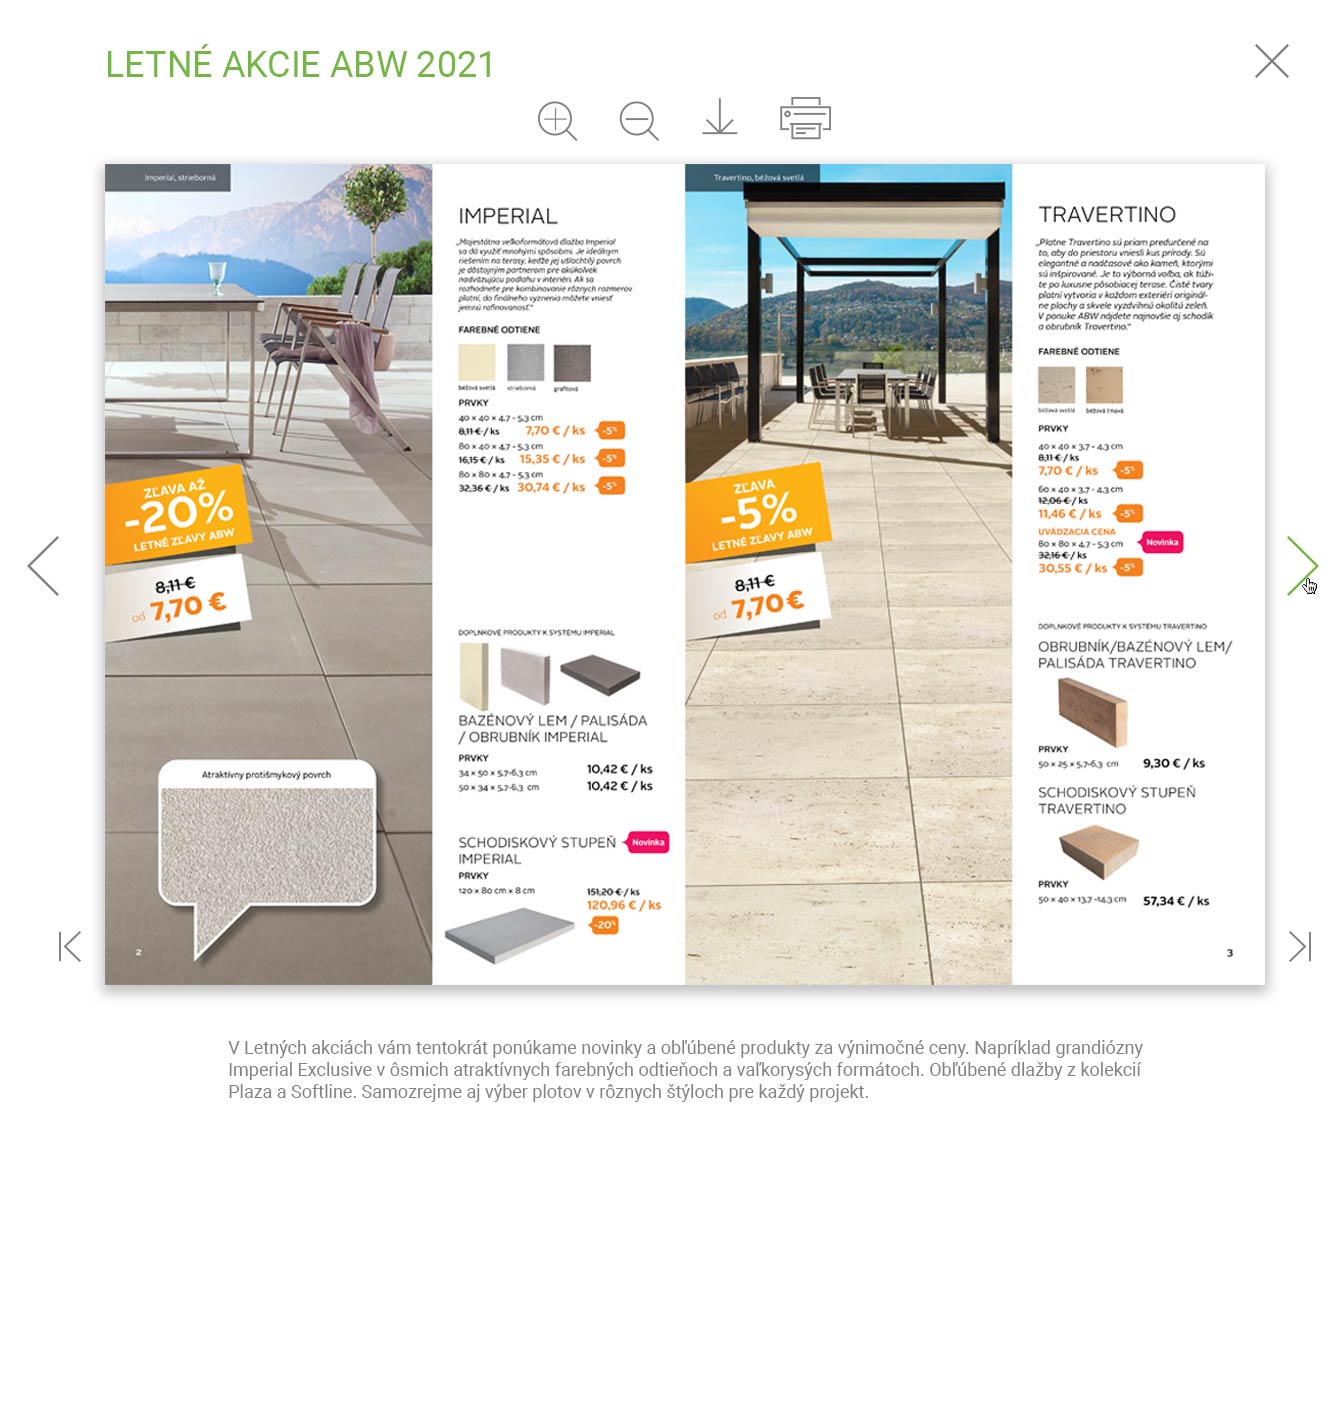 LETNÉ AKCIE ABW 2021
Imperial, strieborná
ZĽAVA AŽ
-20%
LETNÉ ZĽAVY ABW
8,11 €
od 7,70 €
Atraktívny protišmykový povrch
2
IMPERIAL
„Majestátna veľkoformátová dlažba Imperial
sa dá využiť mnohými spôsobmi. Je ideálnym
riešením na terasy, keďže jej ušľachtilý povrch
je dôstojným partnerom pre akúkoľvek
nadväzujúcu podlahu v interiéri. Ak sa
rozhodnete pre kombinovanie rôznych rozmerov
platní, do finálneho vyznenia môžete vniesť
jemnú rafinovanosť.“
FAREBNÉ ODTIENE
béžová svetlá strieborná grafitová
PRVKY
40 × 40 × 4,7 - 5,3 cm
8,11 € / ks 7,70 € / ks -5%
80 × 40 × 4,7 - 5,3 cm
16,15 € / ks 15,35 € / ks -5%
80 × 80 × 4,7 - 5,3 cm
32,36 € / ks 30,74 € / ks -5%
DOPLNKOVÉ PRODUKTY K SYSTÉMU IMPERIAL
BAZÉNOVÝ LEM / PALISÁDA
/ OBRUBNÍK IMPERIAL
PRVKY
34 × 50 × 5,7-6,3 cm 10,42 € / ks
50 × 34 × 5,7-6,3 cm 10,42 € / ks
SCHODISKOVÝ STUPEŇ Novinka
IMPERIAL
PRVKY
120 × 80 cm × 8 cm 151,20 € / ks
120,96 € / ks
-20%
Travertino, béžová svetlá
ZĽAVA
-5%
LETNÉ ZĽAVY ABW
8,11 €
od 7,70 €
TRAVERTINO
„Platne Travertino sú priam predurčené na
to, aby do priestoru vniesli kus prírody. Sú
elegantné a nadčasové ako kameň, ktorými
sú inšpirované. Je to výborná voľba, ak túži-
te po luxusne pôsobiacej terase. Čisté tvary
platní vytvoria v každom exteriéri originál-
ne plochy a skvele vyzdvihnú okolitú zeleň.
V ponuke ABW nájdete najnovšie aj schodík
a obrubník Travertino.“
FAREBNÉ ODTIENE
béžová svetlá béžová tmavá
PRVKY
40 × 40 × 3,7 - 4,3 cm
8,11 € / ks
7,70 € / ks -5%
60 × 40 × 3,7 - 4,3 cm
12,06 € / ks
11,46 € / ks -5%
UVÁDZACIA CENA
80 × 80 × 4,7 - 5,3 cm Novinka
32,16 € / ks
30,55 € / ks -5%
DOPLNKOVÉ PRODUKTY K SYSTÉMU TRAVERTINO
OBRUBNÍK/BAZÉNOVÝ LEM/
PALISÁDA TRAVERTINO
PRVKY
50 × 25 × 5,7-6,3 cm 9,30 € / ks
SCHODISKOVÝ STUPEŇ
TRAVERTINO
PRVKY
50 × 40 × 13,7 -14,3 cm 57,34 € / ks
3
V Letných akciách vám tentokrát ponúkame novinky a obľúbené produkty za výnimočné ceny. Napríklad grandiózny
Imperial Exclusive v ôsmich atraktívnych farebných odtieňoch a vaľkorysých formátoch. Obľúbené dlažby z kolekcií
Plaza a Softline. Samozrejme aj výber plotov v rôznych štýloch pre každý projekt.